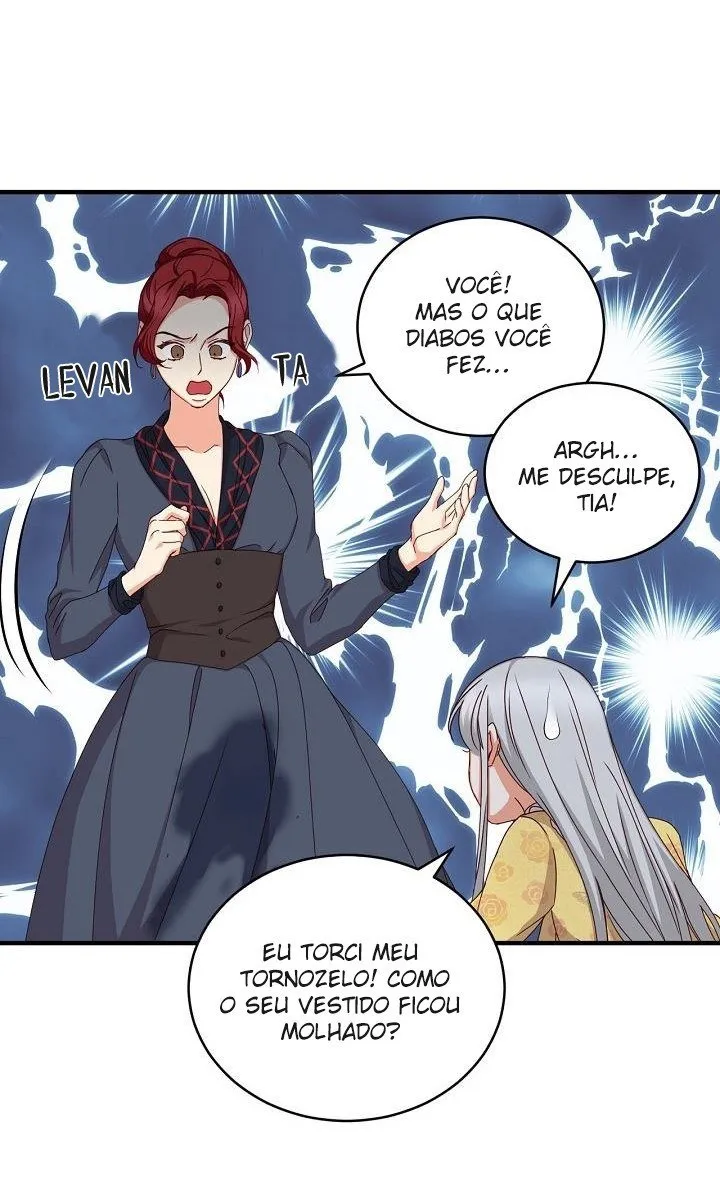 VOCÊ!
MAS O QUE
DIABOS VOCÊ
FEZ...
LEVAN TA
ARGH...
ME DESCULPE,
TIA!
EU TORCI MEU
TORNOZELO! COMO
O SEU VESTIDO FICOU
MOLHADO?